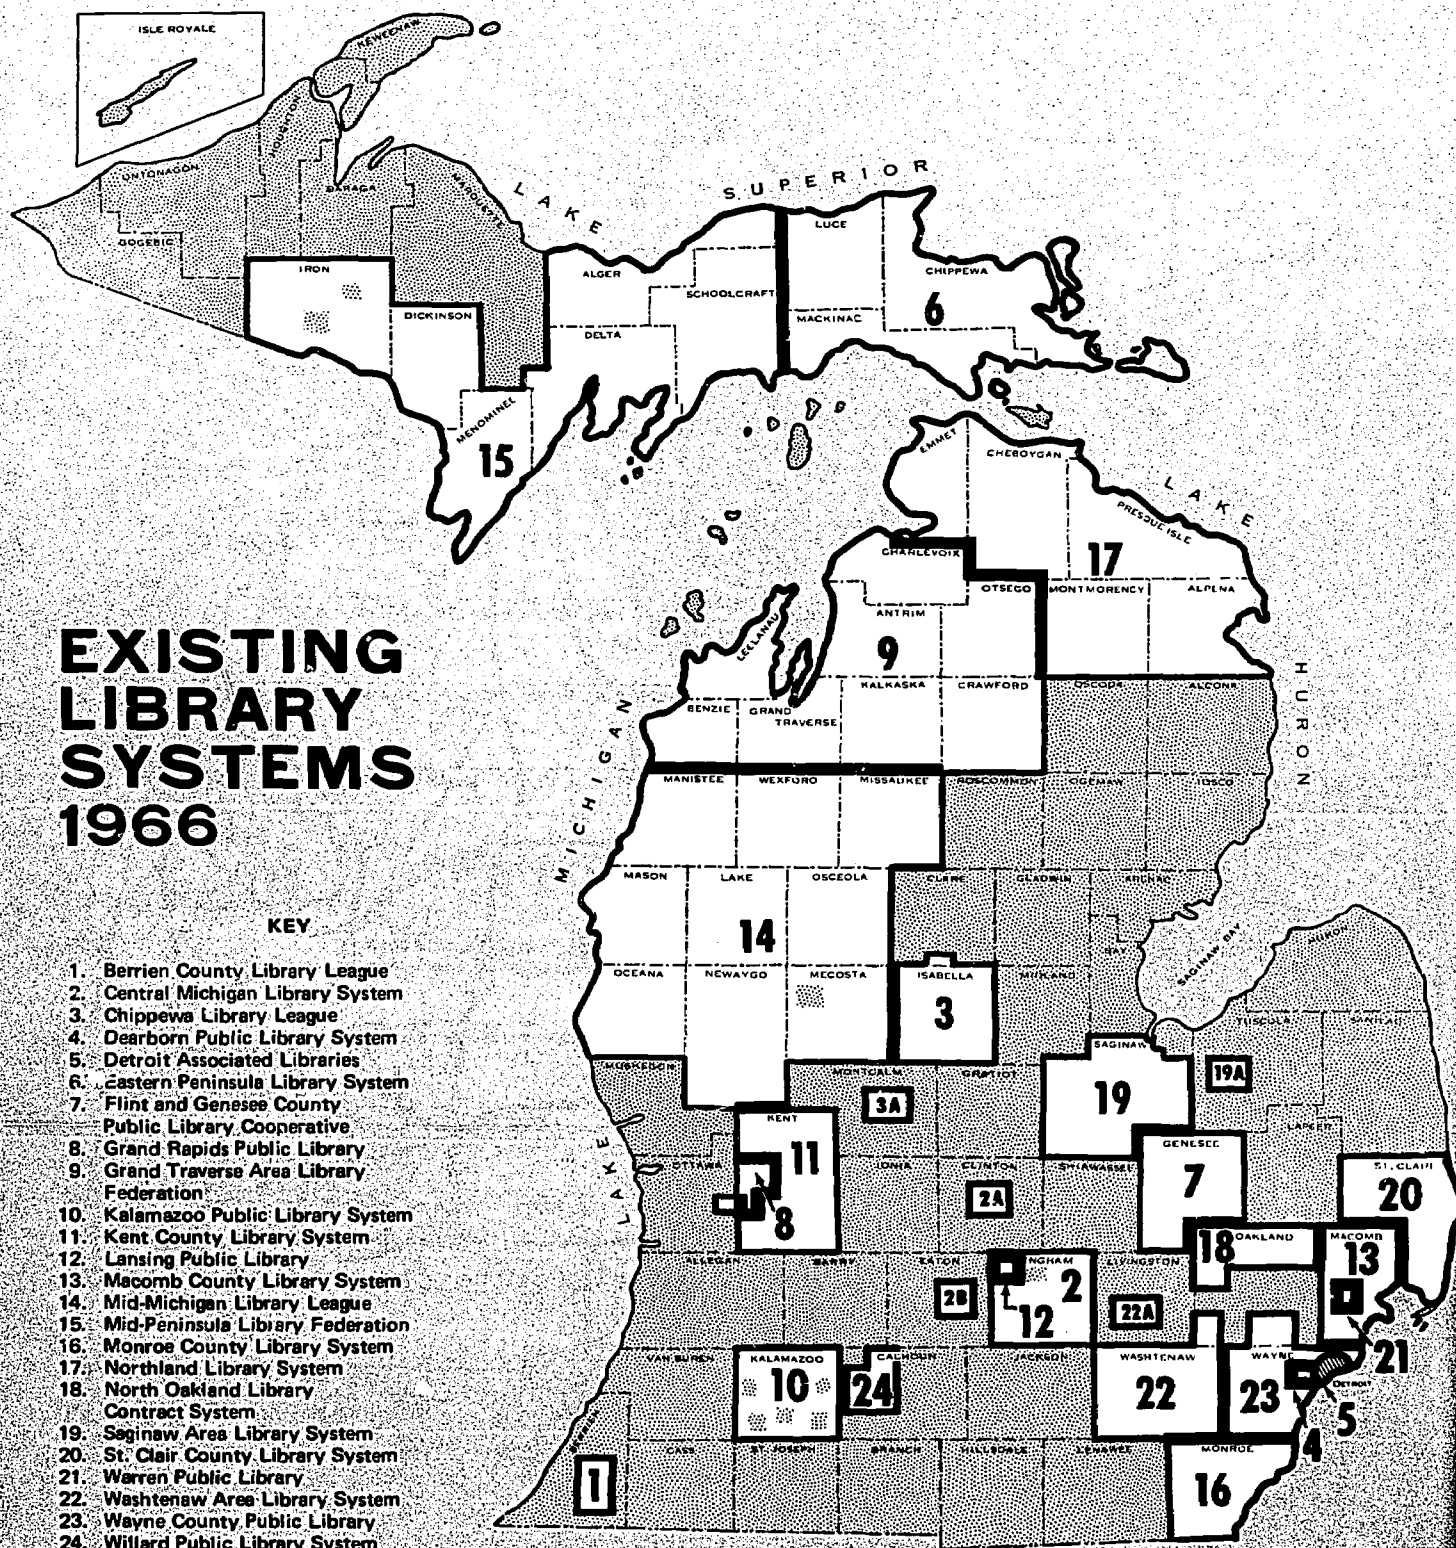 ISLE ROYALE
KEWEENAW
HOUGHTON
ONTONAGON
BARAGA
MARQUETTE
GOGEBIC
IRON
DICKINSON
MENOMINEE
15
LAKE SUPERIOR
ALGER
SCHOOLCRAFT
DELTA
LUCE
CHIPPEWA
6
MACKINAC
EMMET
CHEBOYGAN
PRESQUE ISLE
LAKE HURON
17
CHARLEVOIX
OTSEGO
MONTMORENCY
ALPENA
ANTRIM
9
LEELANAU
KALKASKA
CRAWFORD
OSCODA
ALCONA
BENZIE
GRAND
TRAVERSE
EXISTING
LIBRARY
SYSTEMS
1966
LAKE MICHIGAN
MANISTEE
WEXFORD
MISSAUKEE
ROSCOMMON
OGEMAW
IOSCO
MASON
LAKE
OSCEOLA
CLARE
GLADWIN
ARENAC
14
BAY
SAGINAW BAY
HURON
OCEANA
NEWAYGO
MECOSTA
ISABELLA
MIDLAND
3
TUSCOLA
SANILAC
SAGINAW
19
19A
MUSKEGON
MONTCALM
GRATIOT
3A
KENT
11
8
OTTAWA
IONIA
CLINTON
2A
SHIAWASSEE
GENESEE
7
LAPEER
ST. CLAIR
20
18
OAKLAND
MACOMB
13
ALLEGAN
BARRY
EATON
2B
INGHAM
2
12
LIVINGSTON
22A
21
VAN BUREN
KALAMAZOO
10
CALHOUN
24
JACKSON
WASHTENAW
22
WAYNE
23
DETROIT
5
4
BERRIEN
1
CASS
ST. JOSEPH
BRANCH
HILLSDALE
LENAWEE
MONROE
16
KEY
1. Berrien County Library League
2. Central Michigan Library System
3. Chippewa Library League
4. Dearborn Public Library System
5. Detroit Associated Libraries
6. Eastern Peninsula Library System
7. Flint and Genesee County
Public Library Cooperative
8. Grand Rapids Public Library
9. Grand Traverse Area Library
Federation
10. Kalamazoo Public Library System
11. Kent County Library System
12. Lansing Public Library
13. Macomb County Library System
14. Mid-Michigan Library League
15. Mid-Peninsula Library Federation
16. Monroe County Library System
17. Northland Library System
18. North Oakland Library
Contract System
19. Saginaw Area Library System
20. St. Clair County Library System
21. Warren Public Library
22. Washtenaw Area Library System
23. Wayne County Public Library
24. Willard Public Library System